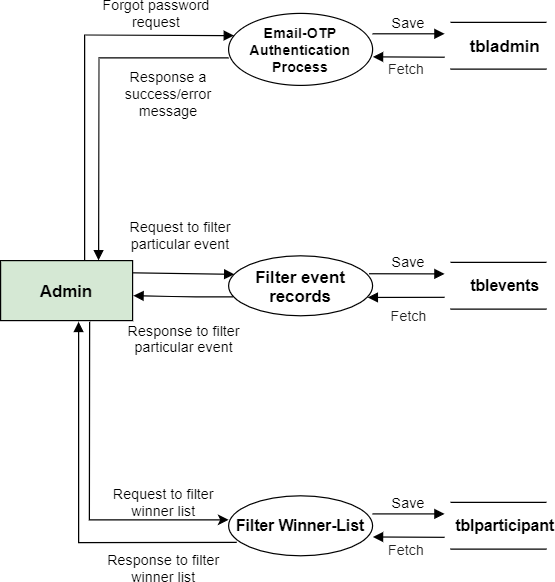 Forgot password
request
Email-OTP
Authentication
Process
Save
Fetch
tbladmin
Response a
success/error
message
Request to filter
particular event
Admin
Filter event
records
Save
Fetch
tblevents
Response to filter
particular event
Request to filter
winner list
Filter Winner-List
Save
Fetch
tblparticipant
Response to filter
winner list